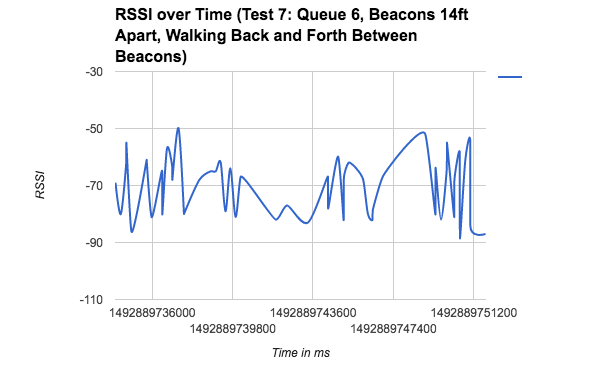 RSSI over Time (Test 7: Queue 6, Beacons 14ft
Apart, Walking Back and Forth Between
Beacons)
-30
-50
-70
-90
-110
RSSI
1492889736000
1492889739800
1492889743600
1492889747400
1492889751200
Time in ms